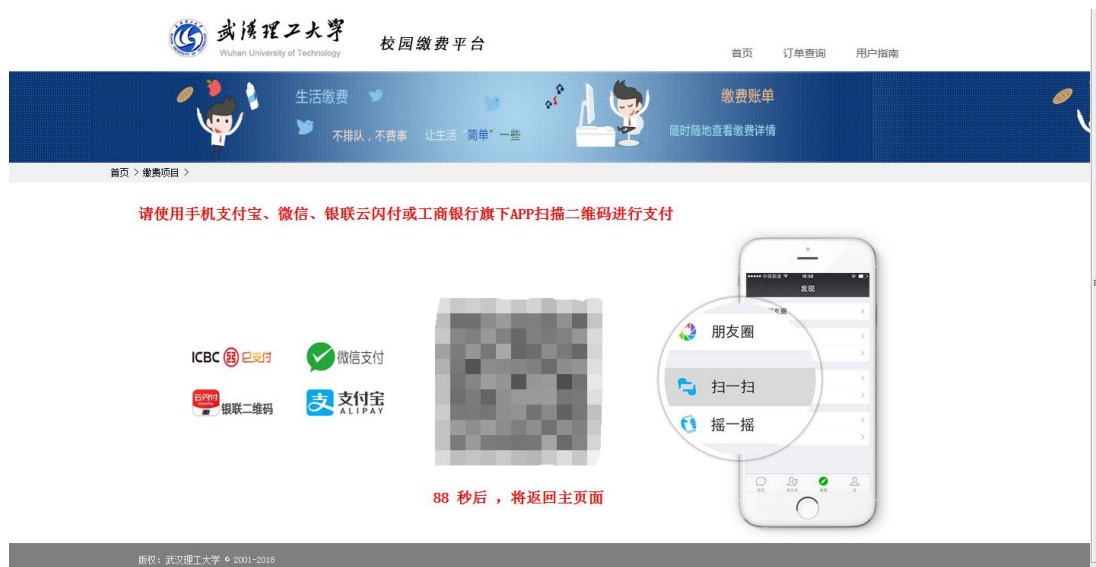 武汉理工大学
Wuhan University of Technology
校园缴费平台
首页 订单查询 用户指南
生活缴费
不排队，不费事 让生活"简单"一些
缴费账单
随时随地查看缴费详情
首页 > 缴费项目 >
请使用手机支付宝、微信、银联云闪付或工商银行旗下APP扫描二维码进行支付
发现
朋友圈
扫一扫
摇一摇
ICBC e支付
微信支付
云闪付
银联二维码
支付宝
ALIPAY
88 秒后 ，将返回主页面
版权：武汉理工大学 © 2001-2018